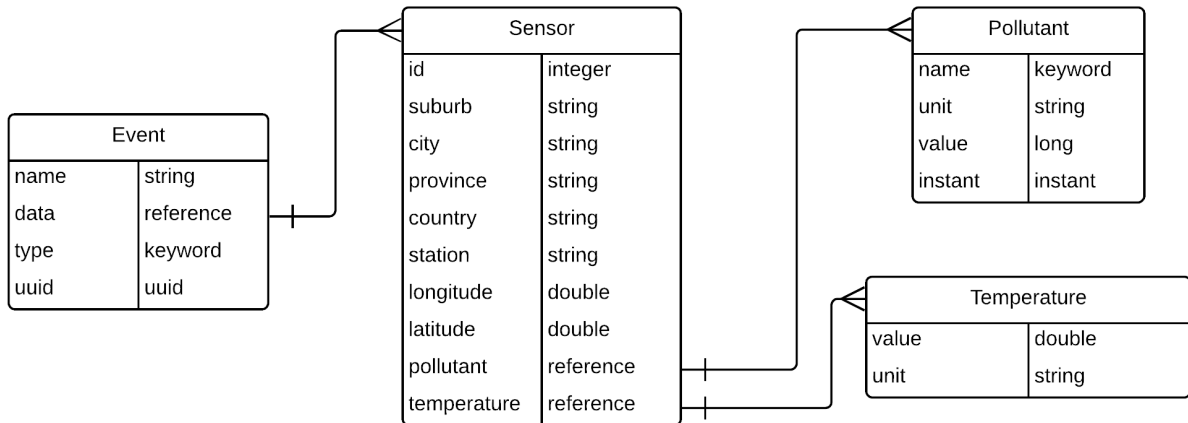 Event
name string
data reference
type keyword
uuid uuid
Sensor
id integer
suburb string
city string
province string
country string
station string
longitude double
latitude double
pollutant reference
temperature reference
Pollutant
name keyword
unit string
value long
instant instant
Temperature
value double
unit string